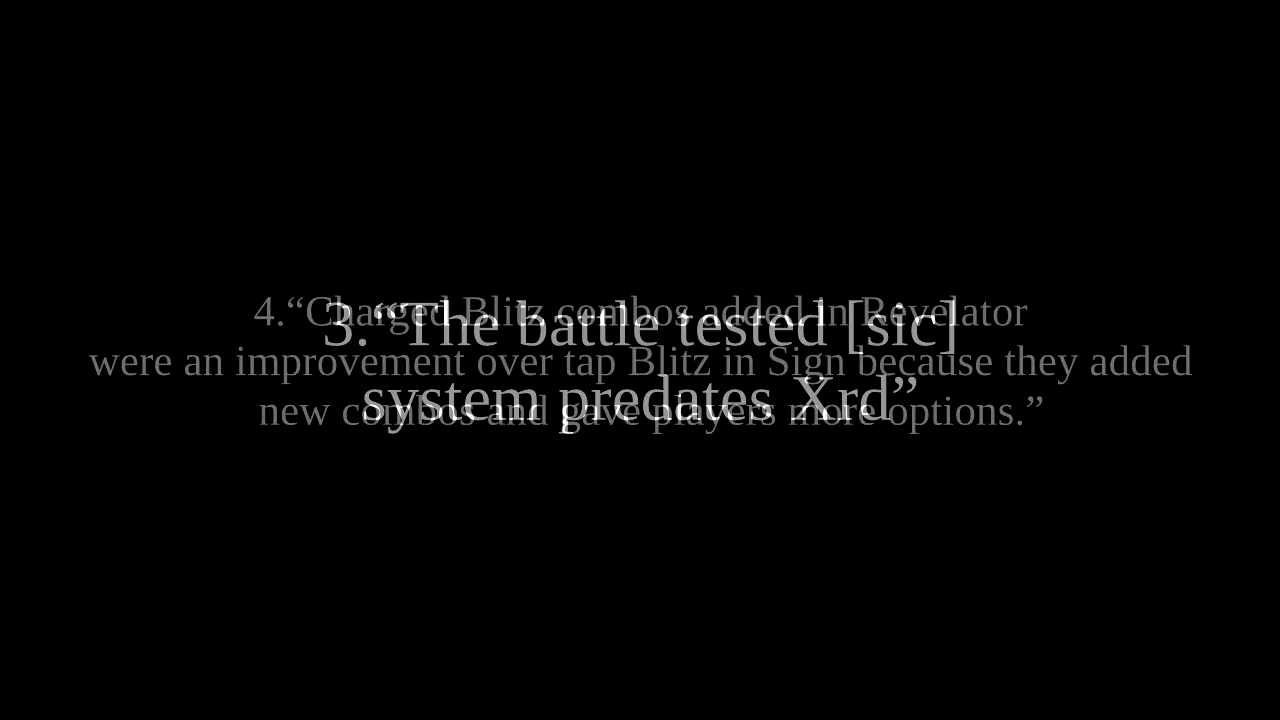 3.“The battle tested [sic]
system predates Xrd”
4.“Charged Blitz combos added in Revelator
were an improvement over tap Blitz in Sign because they added
new combos and gave players more options.”